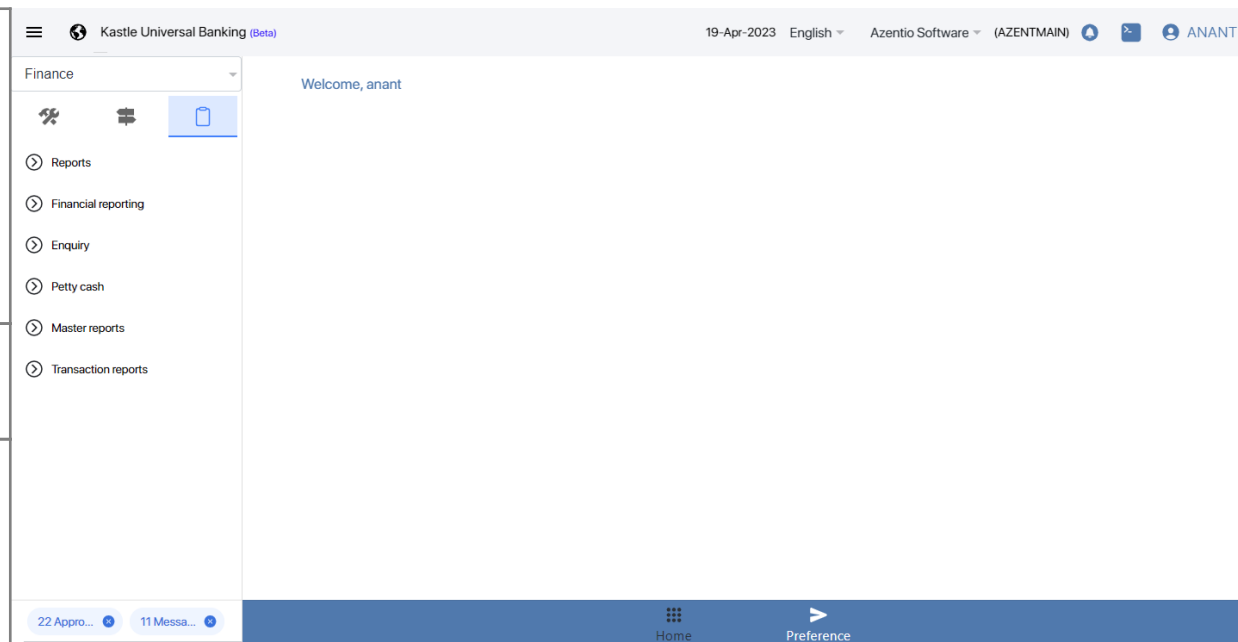 Kastle Universal Banking (Beta)
19-Apr-2023 English Azentio Software (AZENTMAIN) ANANT
Finance
Welcome, anant
Reports
Financial reporting
Enquiry
Petty cash
Master reports
Transaction reports
22 Appro... 11 Messa...
Home Preference